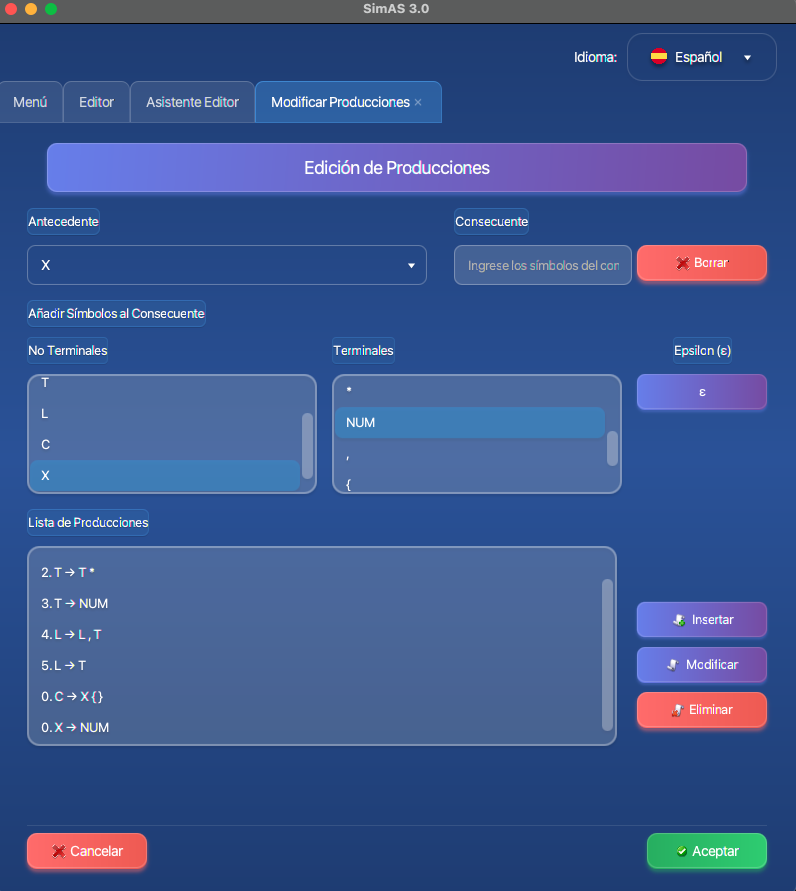 SimAS 3.0
Idioma: Español
Menú Editor Asistente Editor Modificar Producciones ×
Edición de Producciones
Antecedente Consecuente
X Ingrese los símbolos del con Borrar
Añadir Símbolos al Consecuente
No Terminales Terminales Epsilon (ε)
T *
L NUM ε
C ,
X {
Lista de Producciones
2. T → T *
3. T → NUM
4. L → L , T
5. L → T
0. C → X { }
0. X → NUM
Insertar
Modificar
Eliminar
Cancelar Aceptar